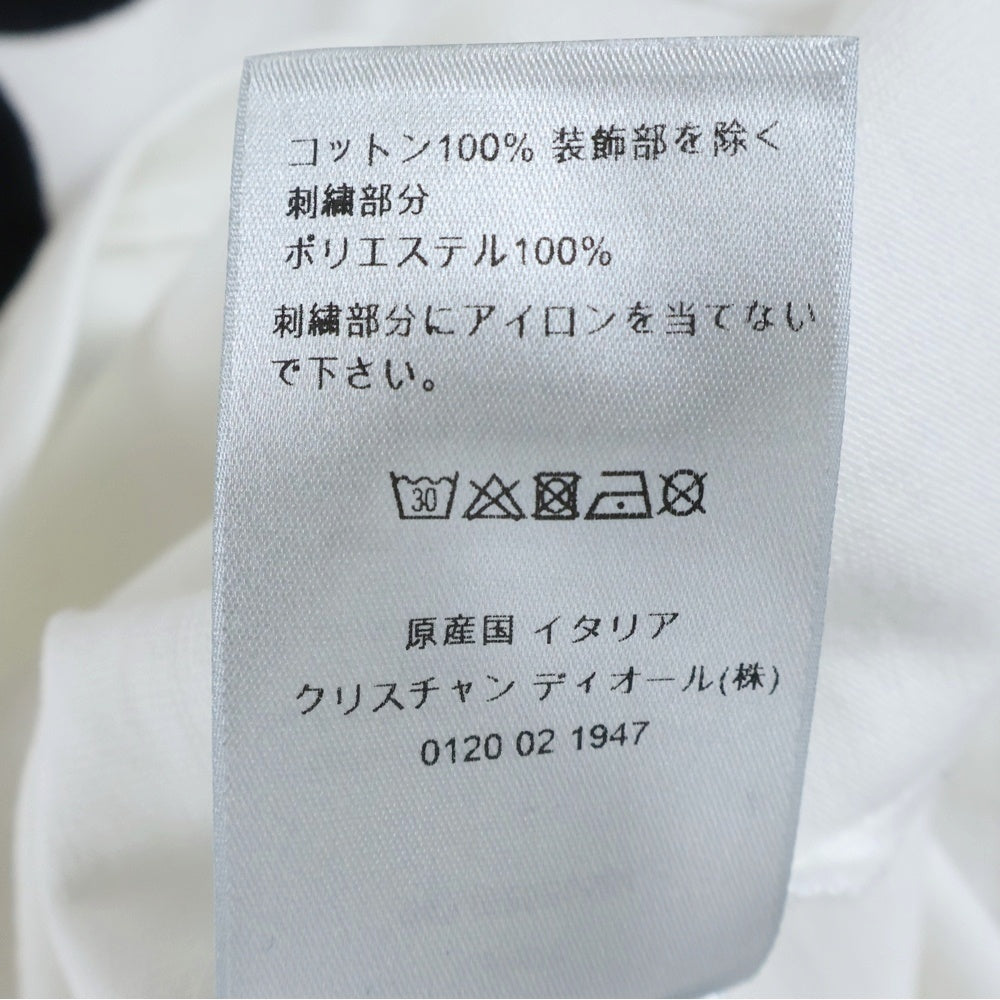 コットン100% 装飾部を除く
刺繍部分
ポリエステル100%
刺繍部分にアイロンを当てない
で下さい。
30
原産国 イタリア
クリスチャン ディオール(株)
0120 02 1947